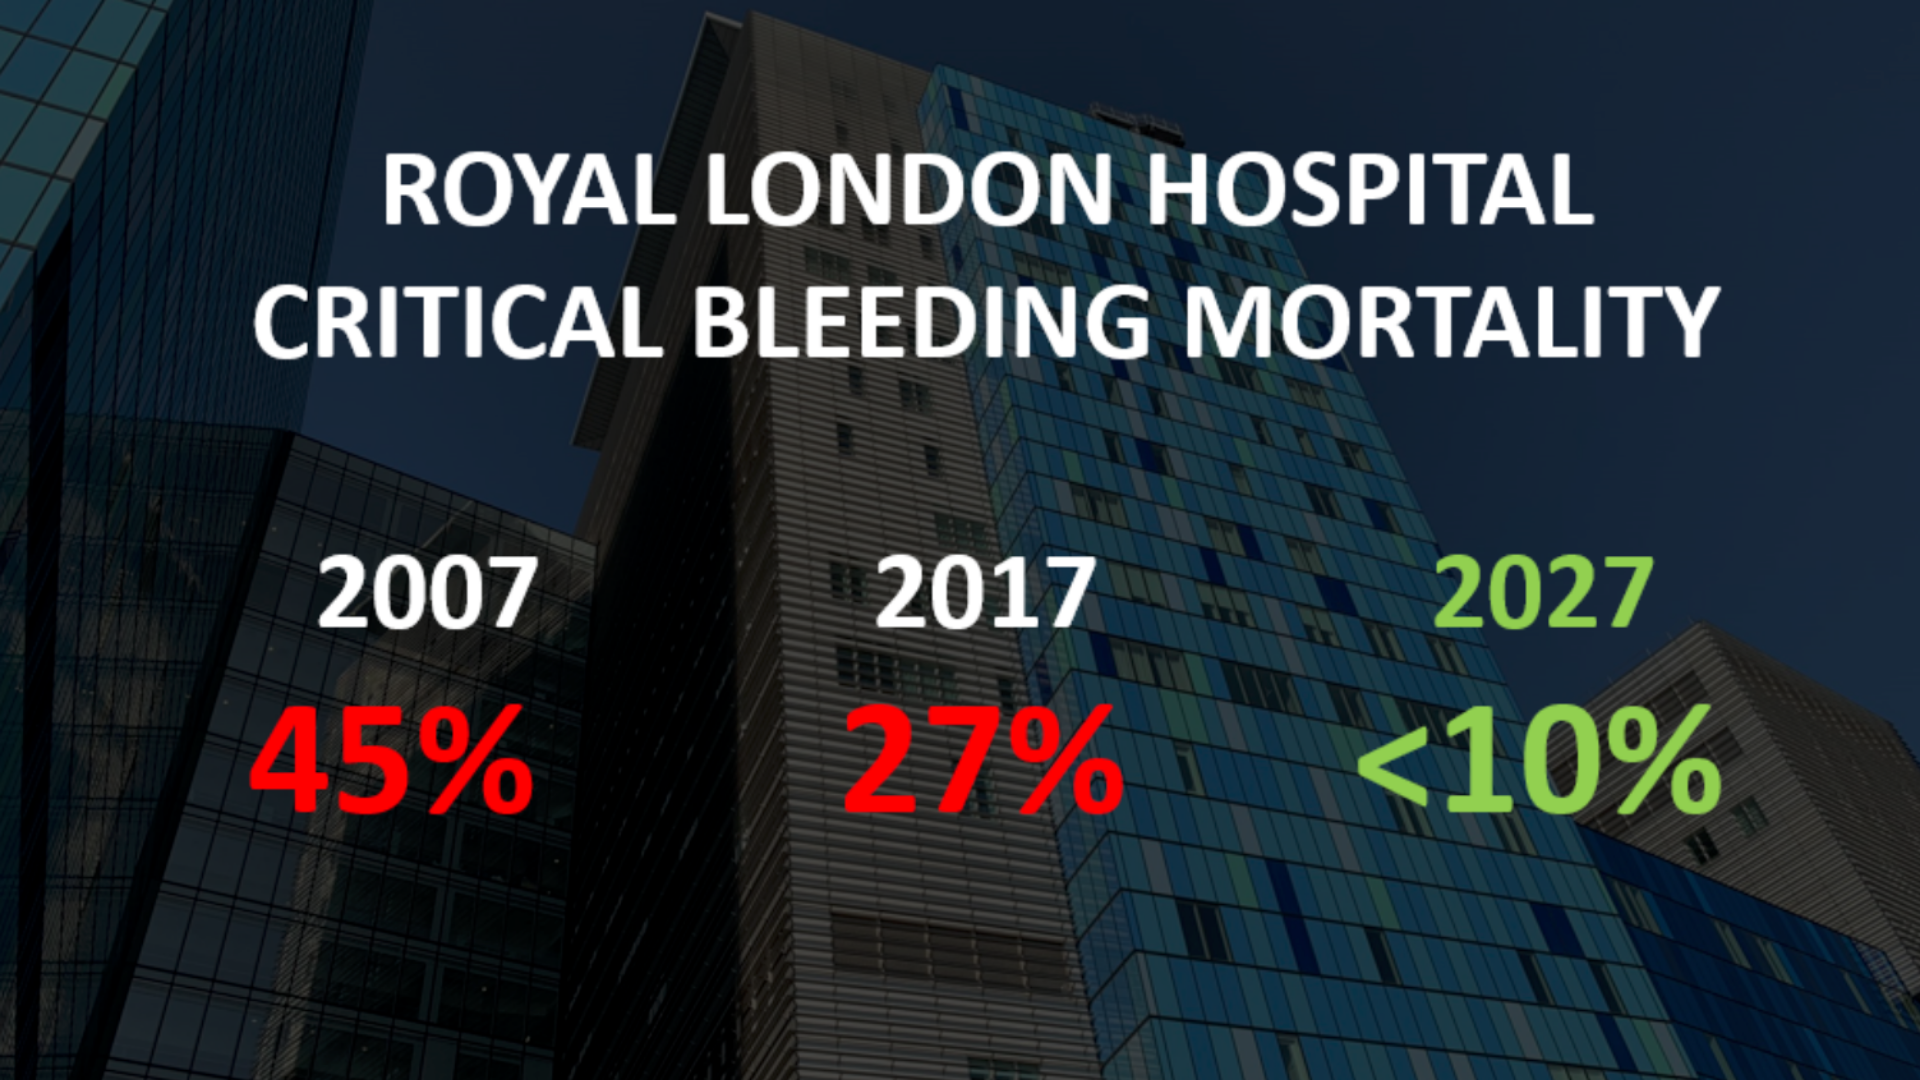 ROYAL LONDON HOSPITAL
CRITICAL BLEEDING MORTALITY
2007 2017 2027
45% 27% <10%